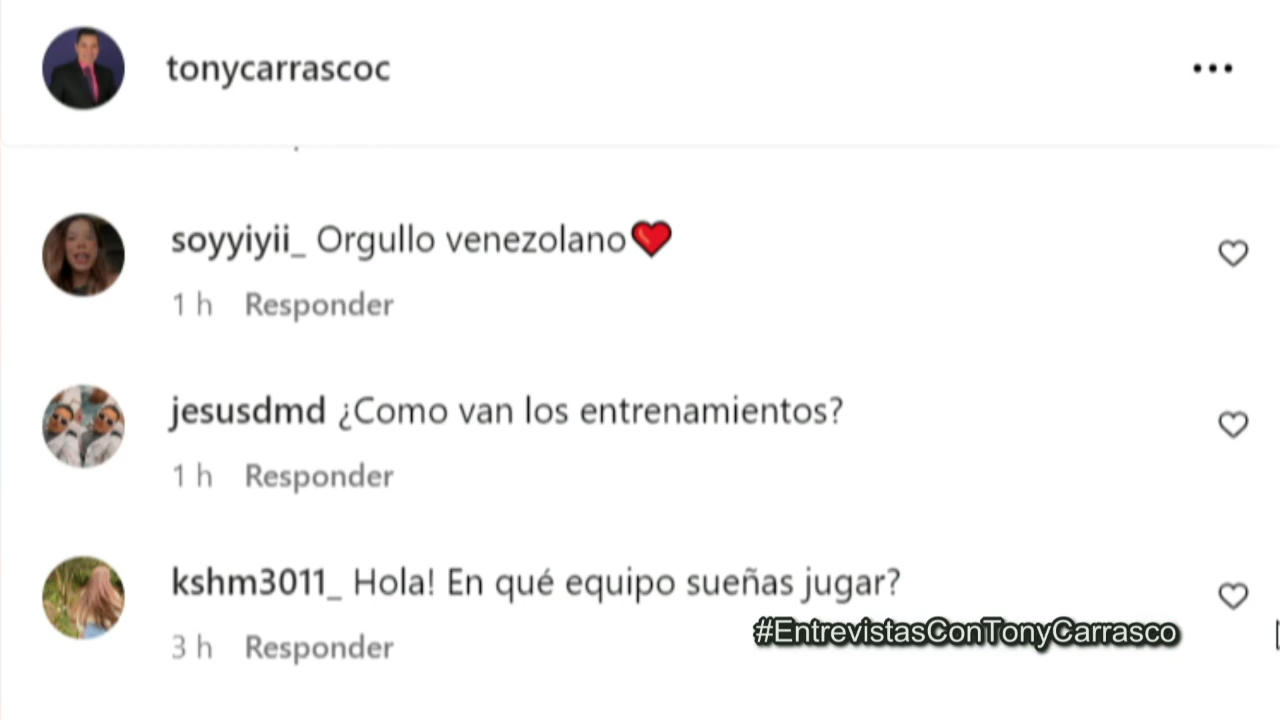 tonycarrascoc
soyyiyii_ Orgullo venezolano❤️
1 h Responder
jesusdmd ¿Como van los entrenamientos?
1 h Responder
kshm3011_ Hola! En qué equipo sueñas jugar?
#EntrevistasConTonyCarrasco
3 h Responder